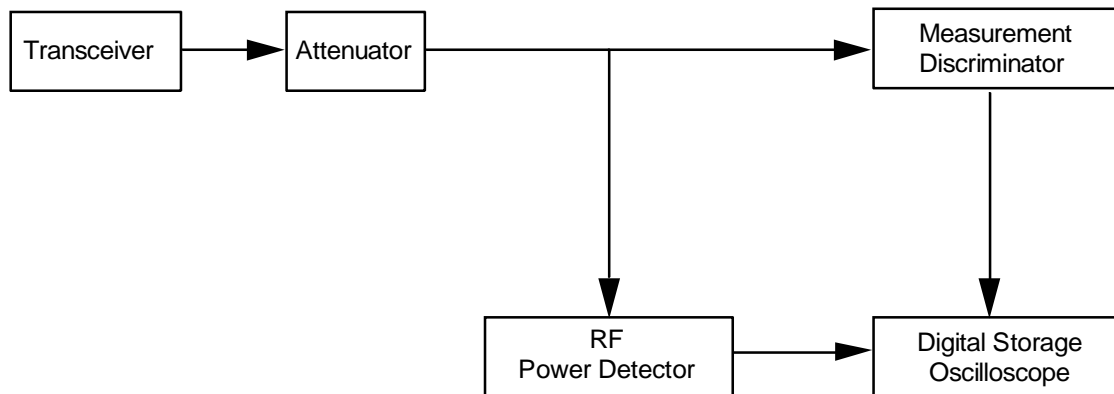 Transceiver
Attenuator
Measurement
Discriminator
RF
Power Detector
Digital Storage
Oscilloscope